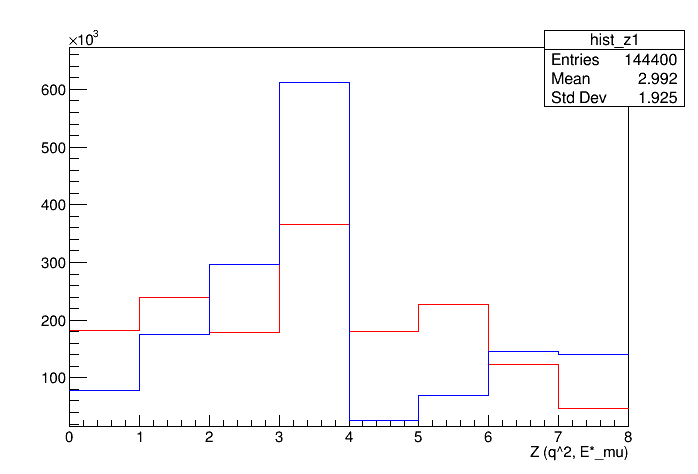 ×10³
hist_z1
Entries 144400
Mean 2.992
Std Dev 1.925
600
500
400
300
200
100
0 1 2 3 4 5 6 7 8
Z (q^2, E*_mu)